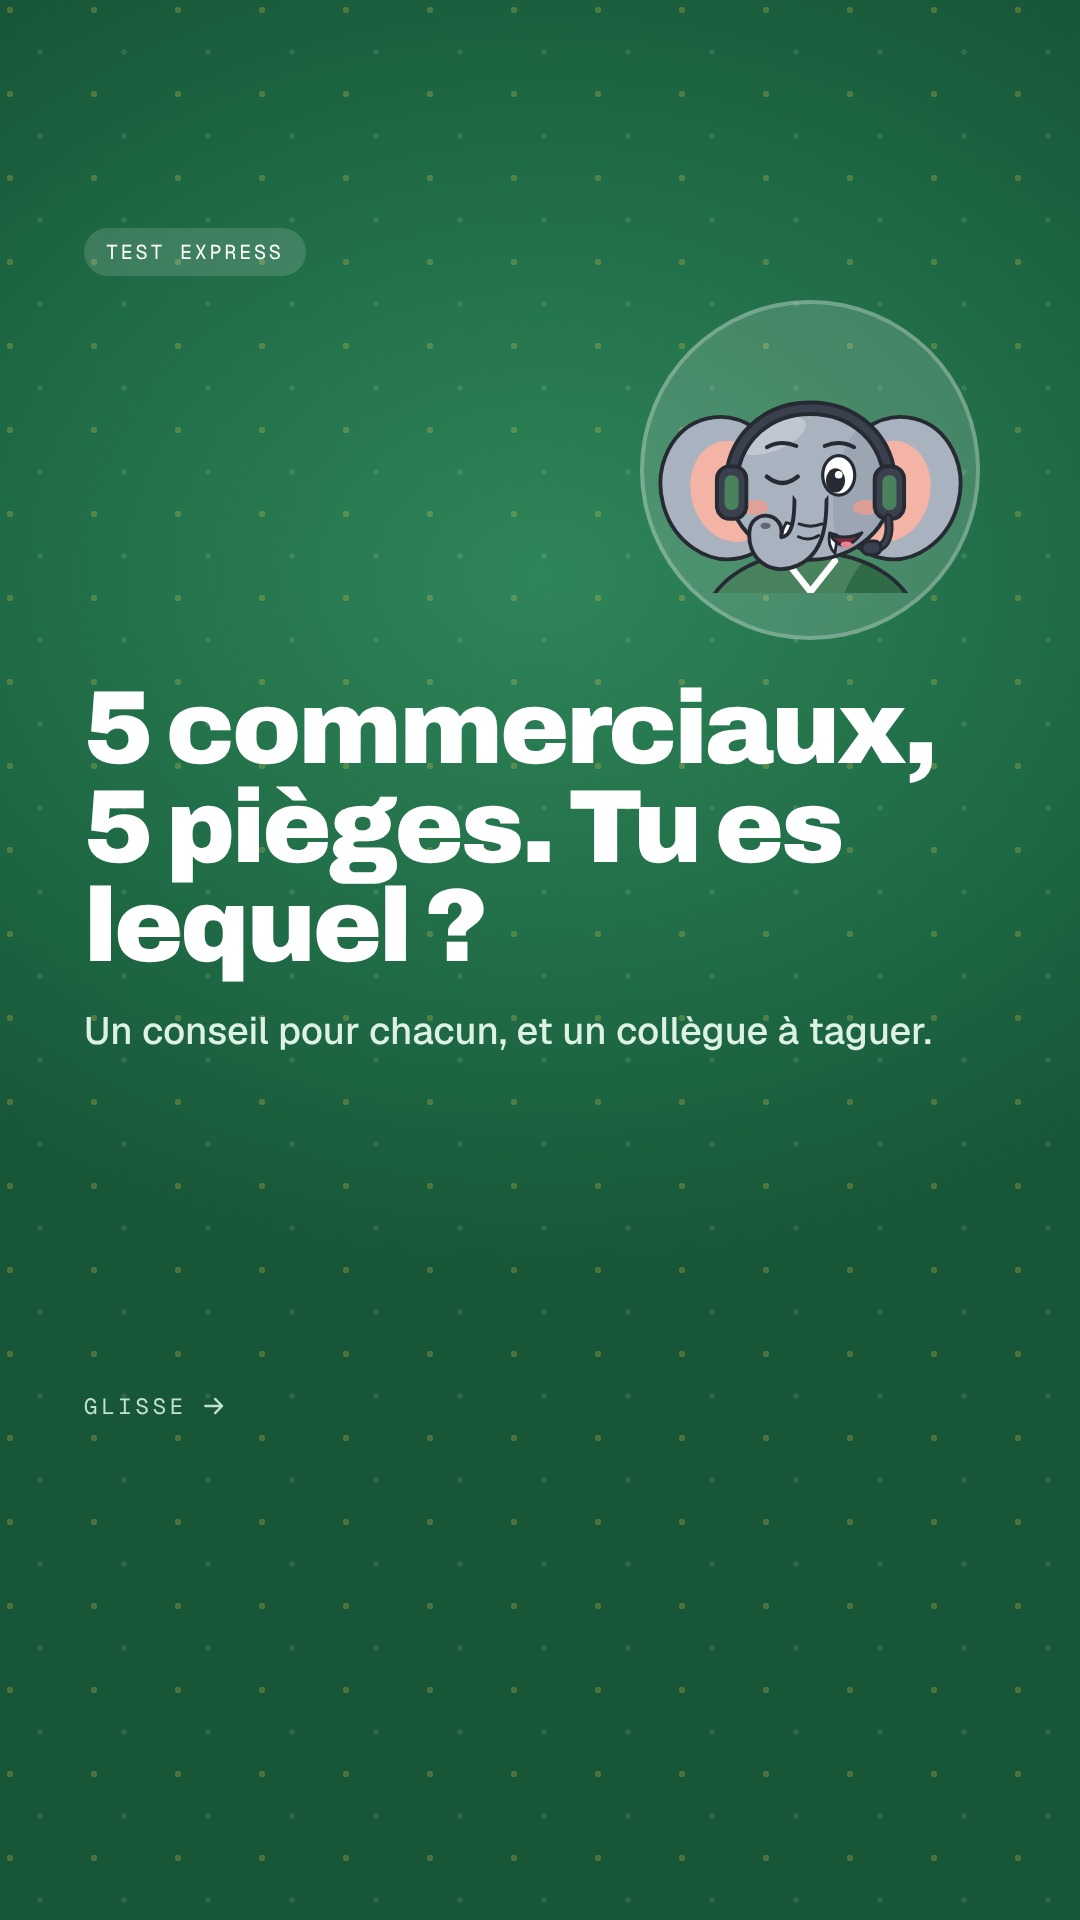 TEST EXPRESS
5 commerciaux,
5 pièges. Tu es
lequel ?
Un conseil pour chacun, et un collègue à taguer.
GLISSE →